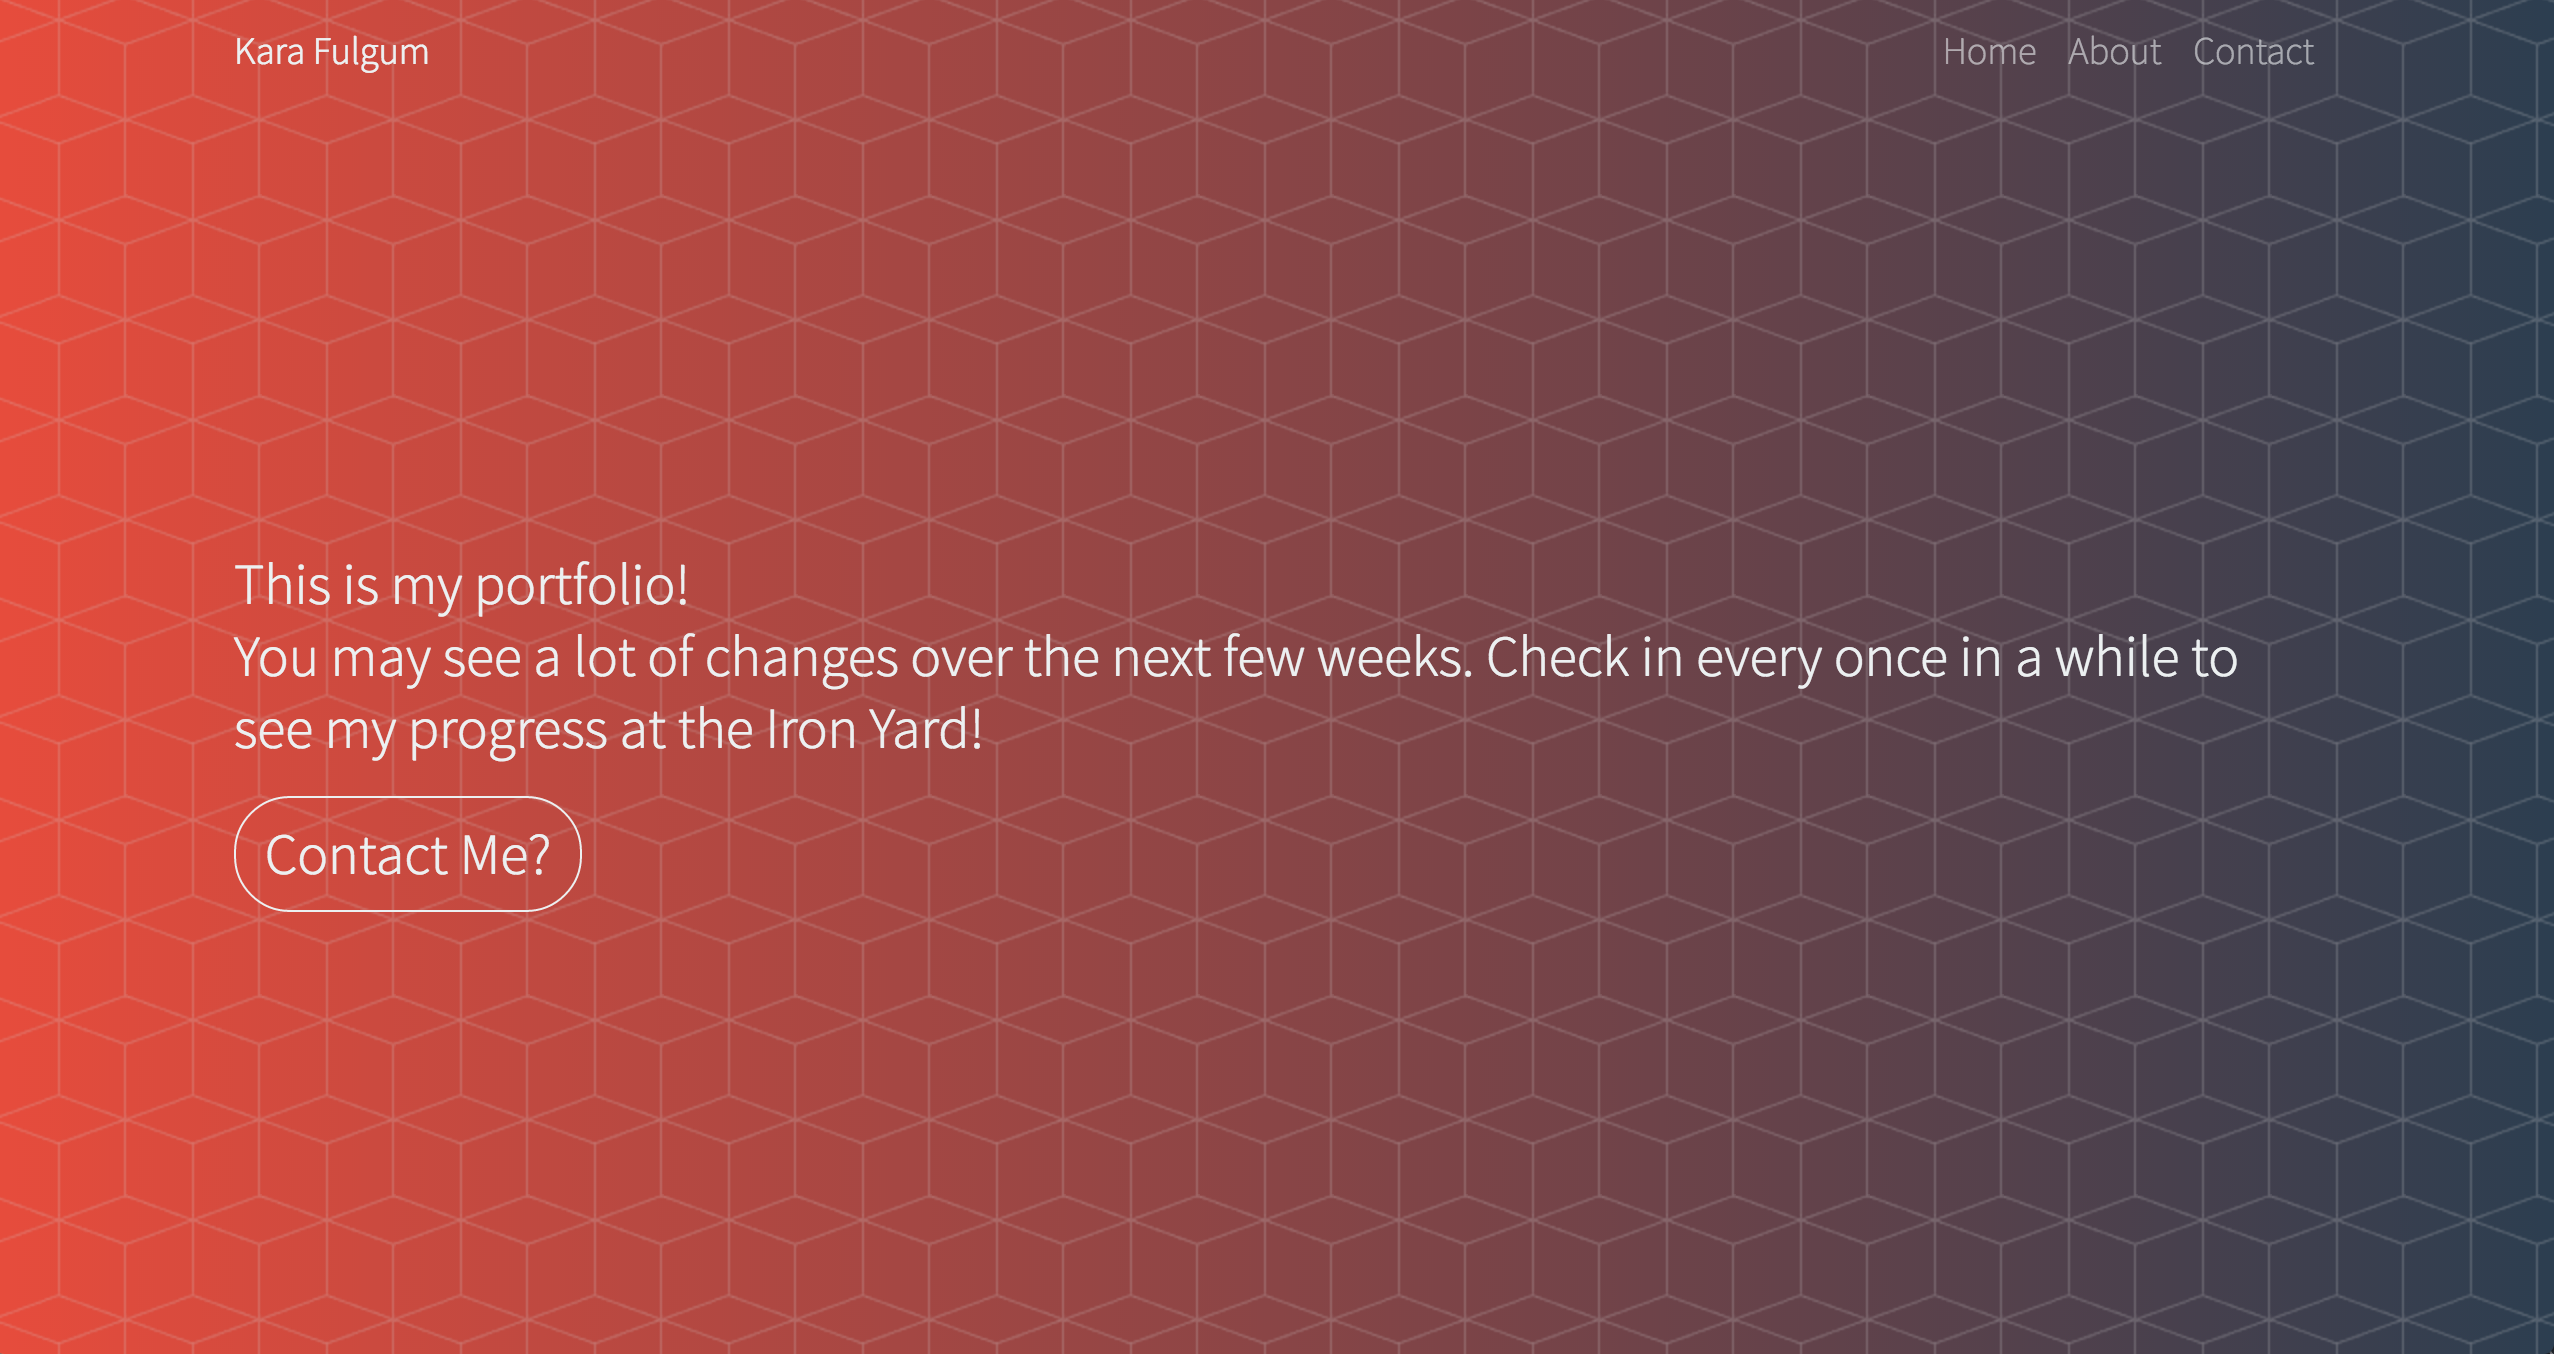 Kara Fulgum
Home About Contact
This is my portfolio!
You may see a lot of changes over the next few weeks. Check in every once in a while to
see my progress at the Iron Yard!
Contact Me?